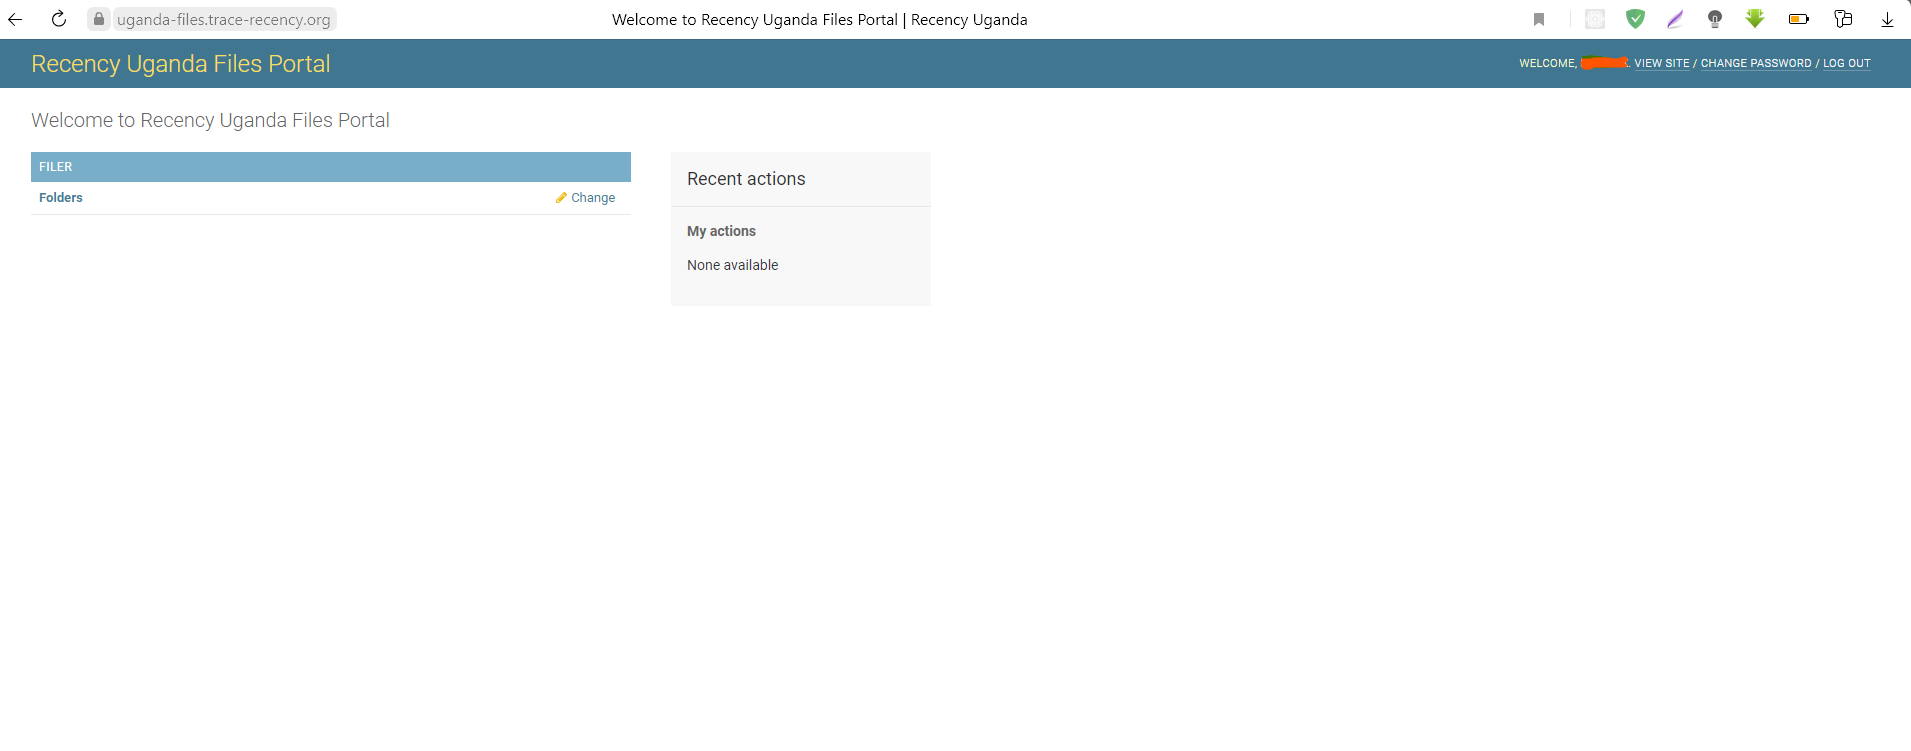 uganda-files.trace-recency.org
Welcome to Recency Uganda Files Portal | Recency Uganda
Recency Uganda Files Portal
WELCOME, . VIEW SITE / CHANGE PASSWORD / LOG OUT
Welcome to Recency Uganda Files Portal
FILER
Folders
Change
Recent actions
My actions
None available